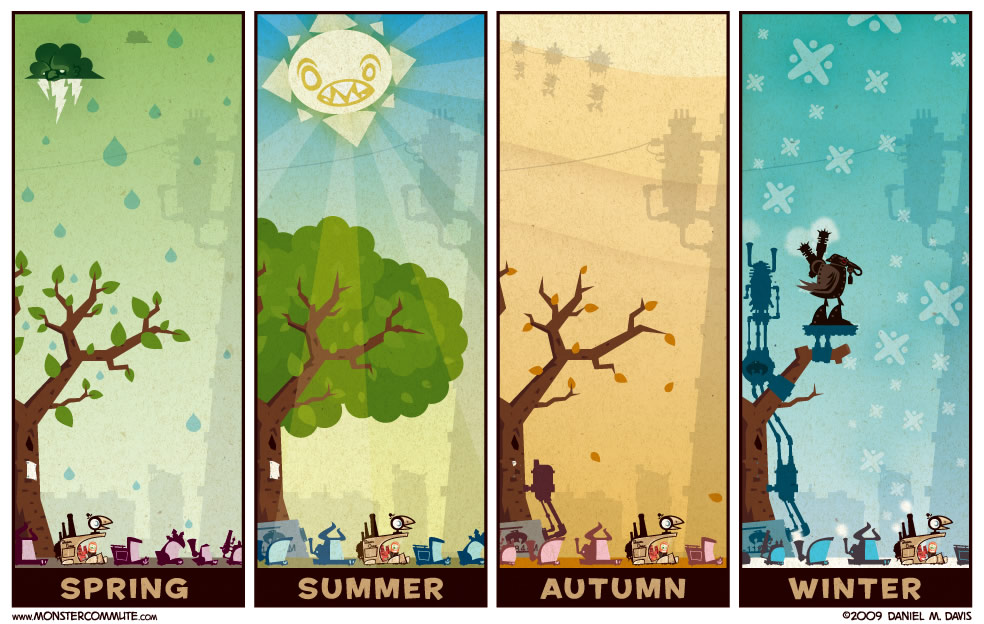 SPRING
SUMMER
AUTUMN
WINTER
www.MONSTERCOMMUTE.com
©2009 DANIEL M. DAVIS